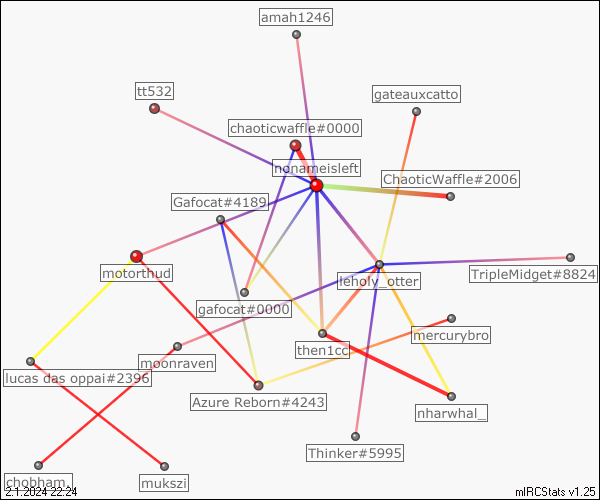 amah1246
tt532
gateauxcatto
chaoticwaffle#0000
nonameisleft
ChaoticWaffle#2006
Gafocat#4189
motorthud
leholy_otter
TripleMidget#8824
gafocat#0000
mercurybro
then1cc
moonraven
lucas das oppai#2396
Azure Reborn#4243
nharwhal_
Thinker#5995
chobham.
mukszi
2.1.2024 22:24
mIRCStats v1.25